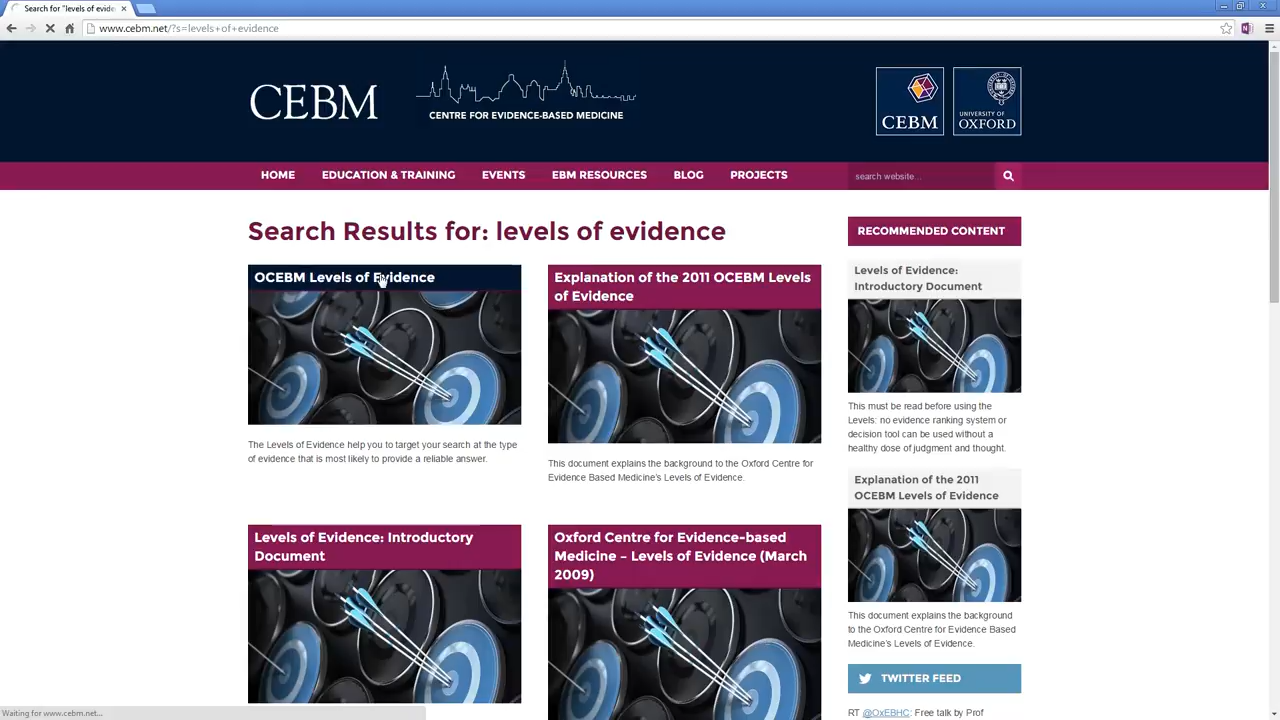 Search for "levels of evide
www.cebm.net/?s=levels+of+evidence
CEBM
CENTRE FOR EVIDENCE-BASED MEDICINE
CEBM
UNIVERSITY OF
OXFORD
HOME
EDUCATION & TRAINING
EVENTS
EBM RESOURCES
BLOG
PROJECTS
search website...
Search Results for: levels of evidence
OCEBM Levels of Evidence
The Levels of Evidence help you to target your search at the type
of evidence that is most likely to provide a reliable answer.
Explanation of the 2011 OCEBM Levels
of Evidence
This document explains the background to the Oxford Centre for
Evidence Based Medicine's Levels of Evidence.
Levels of Evidence: Introductory
Document
Oxford Centre for Evidence-based
Medicine – Levels of Evidence (March
2009)
RECOMMENDED CONTENT
Levels of Evidence:
Introductory Document
This must be read before using the
Levels: no evidence ranking system or
decision tool can be used without a
healthy dose of judgment and thought.
Explanation of the 2011
OCEBM Levels of Evidence
This document explains the background
to the Oxford Centre for Evidence Based
Medicine's Levels of Evidence.
TWITTER FEED
RT @OxEBHC: Free talk by Prof
Waiting for www.cebm.net...